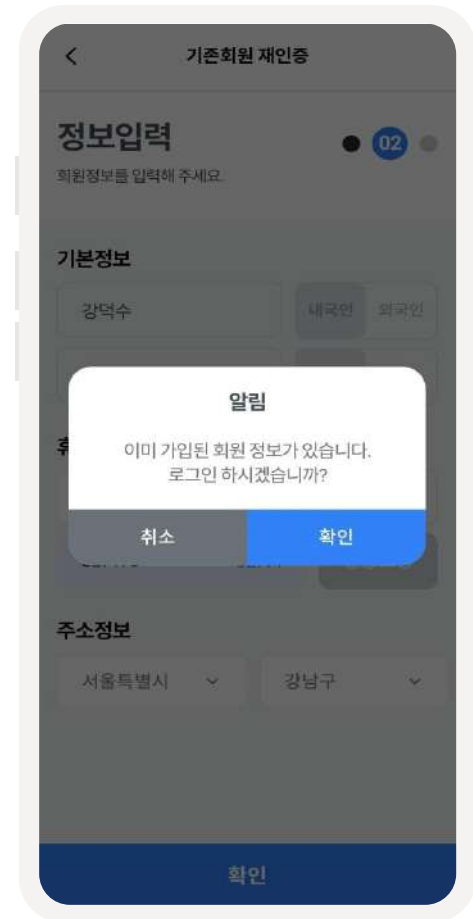 기존회원 재인증
정보입력
02
회원정보를 입력해 주세요.
기본정보
강덕수
내국인 외국인
알림
이미 가입된 회원 정보가 있습니다.
로그인 하시겠습니까?
취소 확인
주소정보
서울특별시 강남구
확인